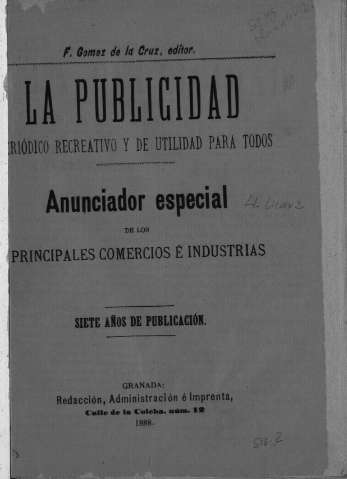 F. Gomez de la Cruz, editor.
LA PUBLICIDAD
ERIÓDICO RECREATIVO Y DE UTILIDAD PARA TODOS
Anunciador especial
DE LOS
PRINCIPALES COMERCIOS É INDUSTRIAS
SIETE AÑOS DE PUBLICACIÓN.
GRANADA:
Redacción, Administración é Imprenta,
Calle de la Colcha, núm. 12
1888.